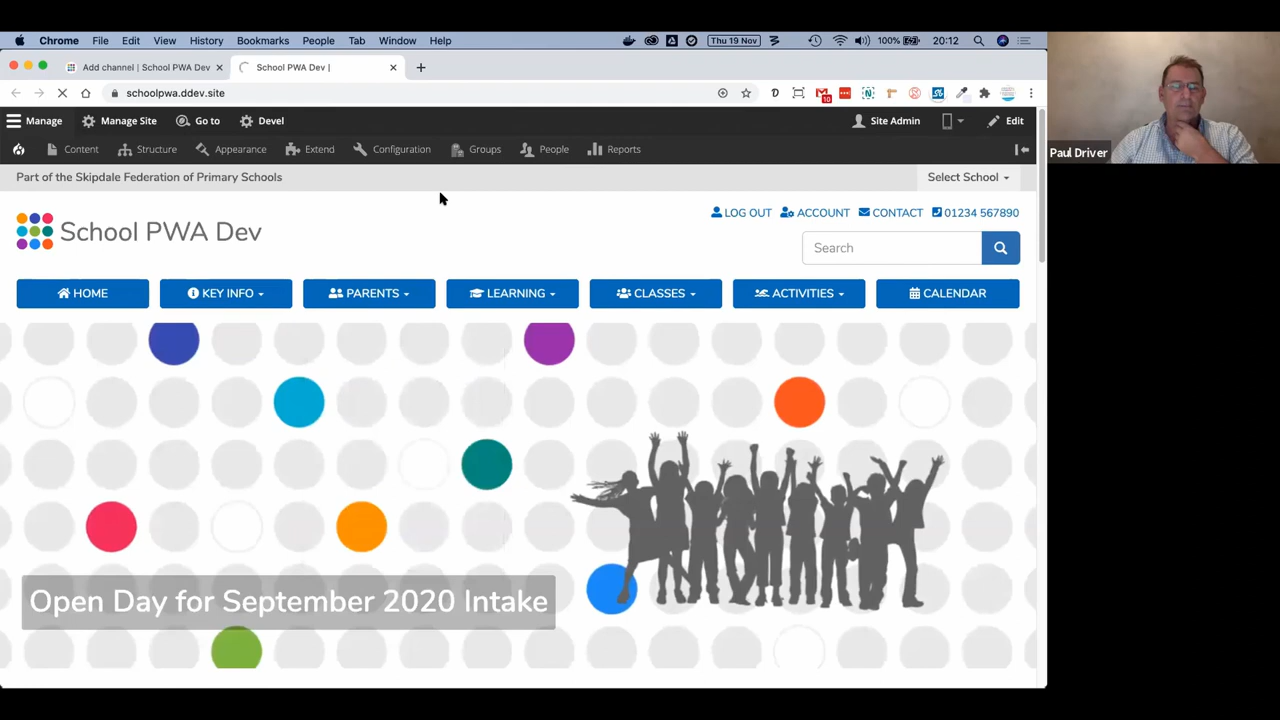 Chrome File Edit View History Bookmarks People Tab Window Help Thu 19 Nov 100% 20:12
Add channel | School PWA Dev School PWA Dev |
schoolpwa.ddev.site 10
Manage Manage Site Go to Devel Site Admin Edit
Content Structure Appearance Extend Configuration Groups People Reports
Paul Driver
Part of the Skipdale Federation of Primary Schools Select School
LOG OUT ACCOUNT CONTACT 01234 567890
School PWA Dev
Search
HOME KEY INFO PARENTS LEARNING CLASSES ACTIVITIES CALENDAR
Open Day for September 2020 Intake